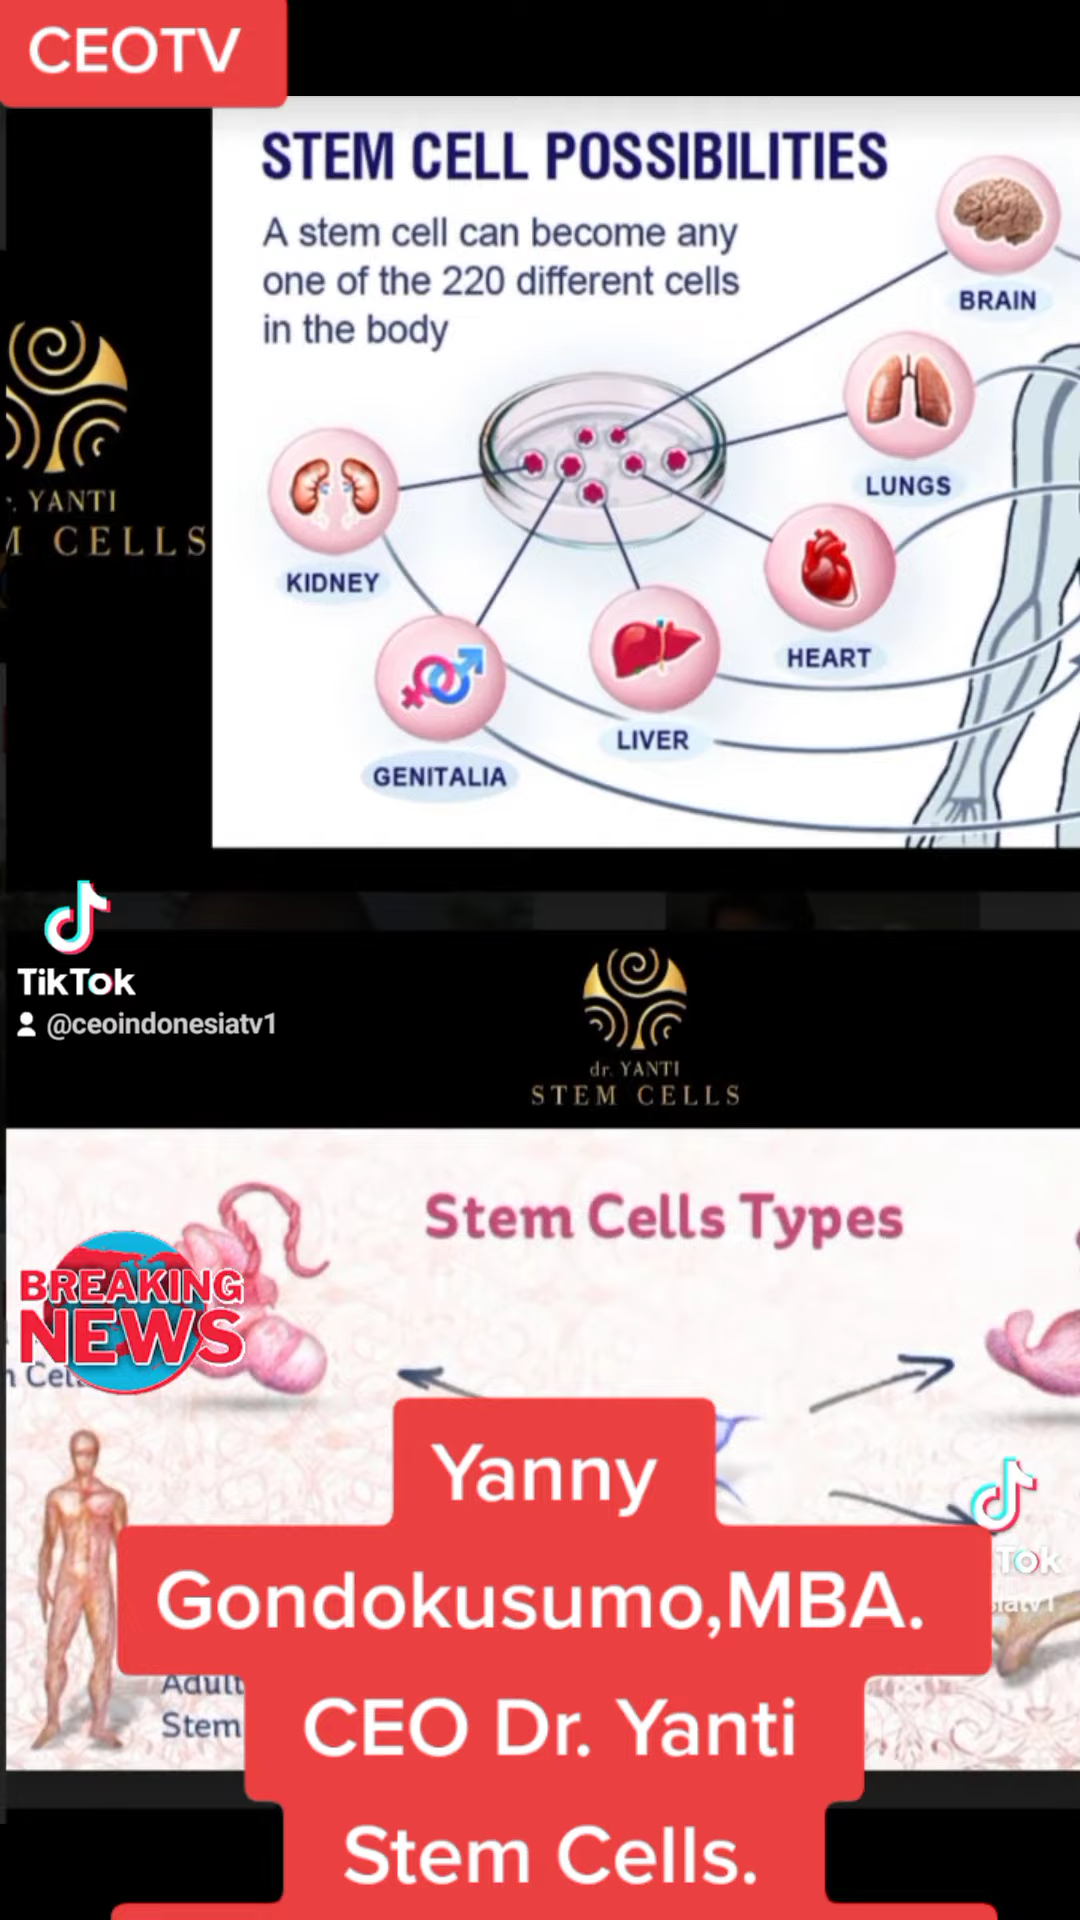 CEOTV
STEM CELL POSSIBILITIES
A stem cell can become any
one of the 220 different cells
in the body
BRAIN
LUNGS
. YANTI
CELLS
KIDNEY
HEART
LIVER
GENITALIA
TikTok
@ceoindonesiatv1
dr. YANTI
STEM CELLS
Stem Cells Types
BREAKING
NEWS
Yanny
Gondokusumo,MBA.
Tok
Adult
Stem
CEO Dr. Yanti
Stem Cells.